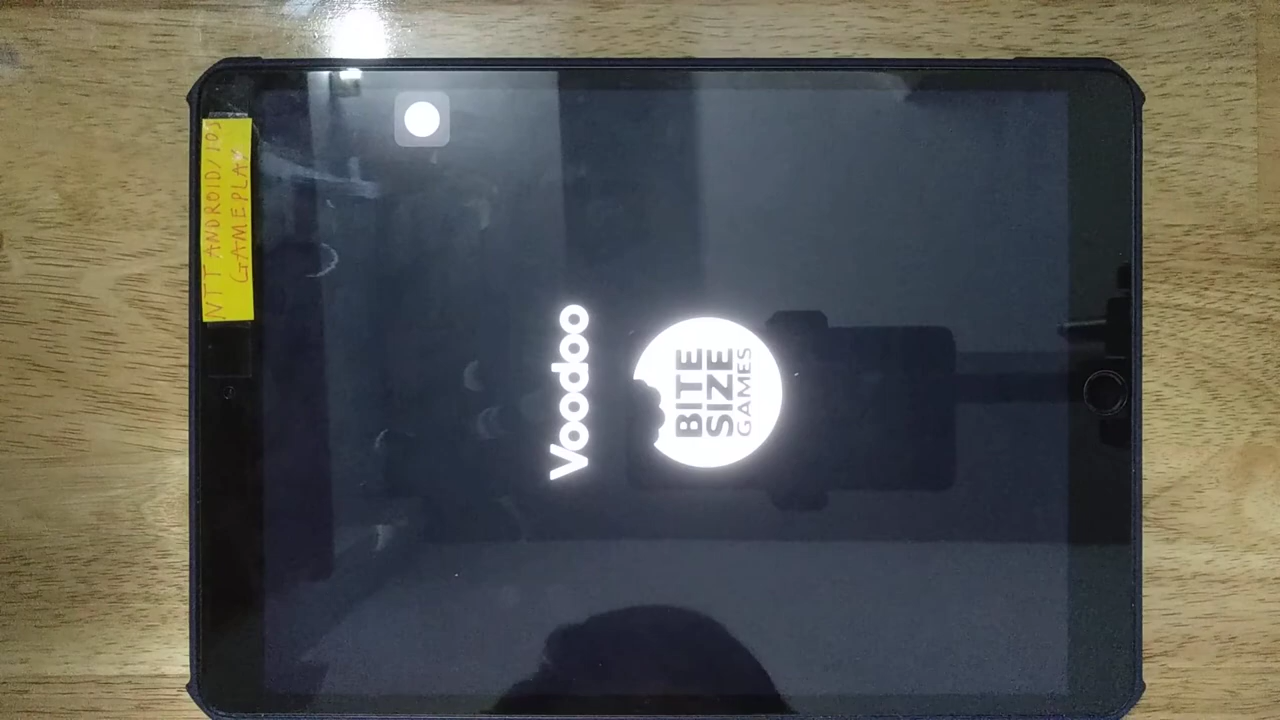 NTT ANDROID/IOS
GAMEPLAY
Voodoo
BITE
SIZE
GAMES